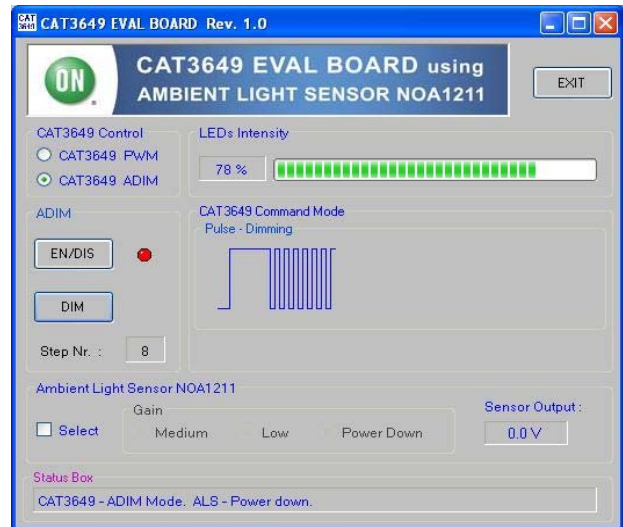 CAT
3649
CAT3649 EVAL BOARD Rev. 1.0
ON
CAT3649 EVAL BOARD using
AMBIENT LIGHT SENSOR NOA1211
EXIT
CAT3649 Control
CAT3649 PWM
CAT3649 ADIM
LEDs Intensity
78 %
ADIM
EN/DIS
DIM
Step Nr. : 8
CAT3649 Command Mode
Pulse - Dimming
Ambient Light Sensor NOA1211
Select
Gain
Medium Low Power Down
Sensor Output :
0.0 V
Status Box
CAT3649 - ADIM Mode. ALS - Power down.